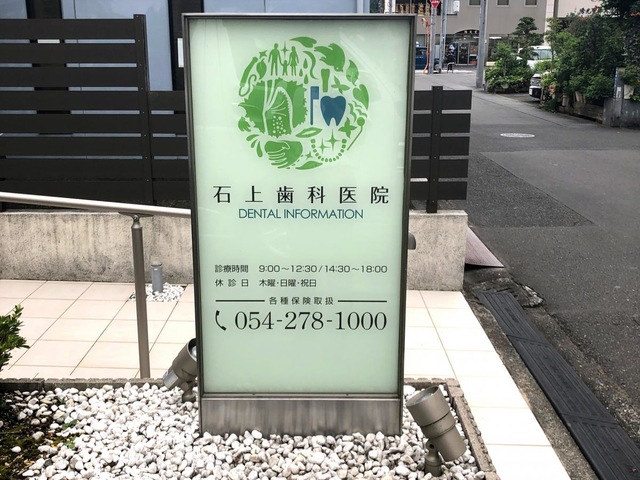 石上歯科医院
DENTAL INFORMATION
診療時間 9:00〜12:30/14:30〜18:00
休診日 木曜・日曜・祝日
各種保険取扱
054-278-1000